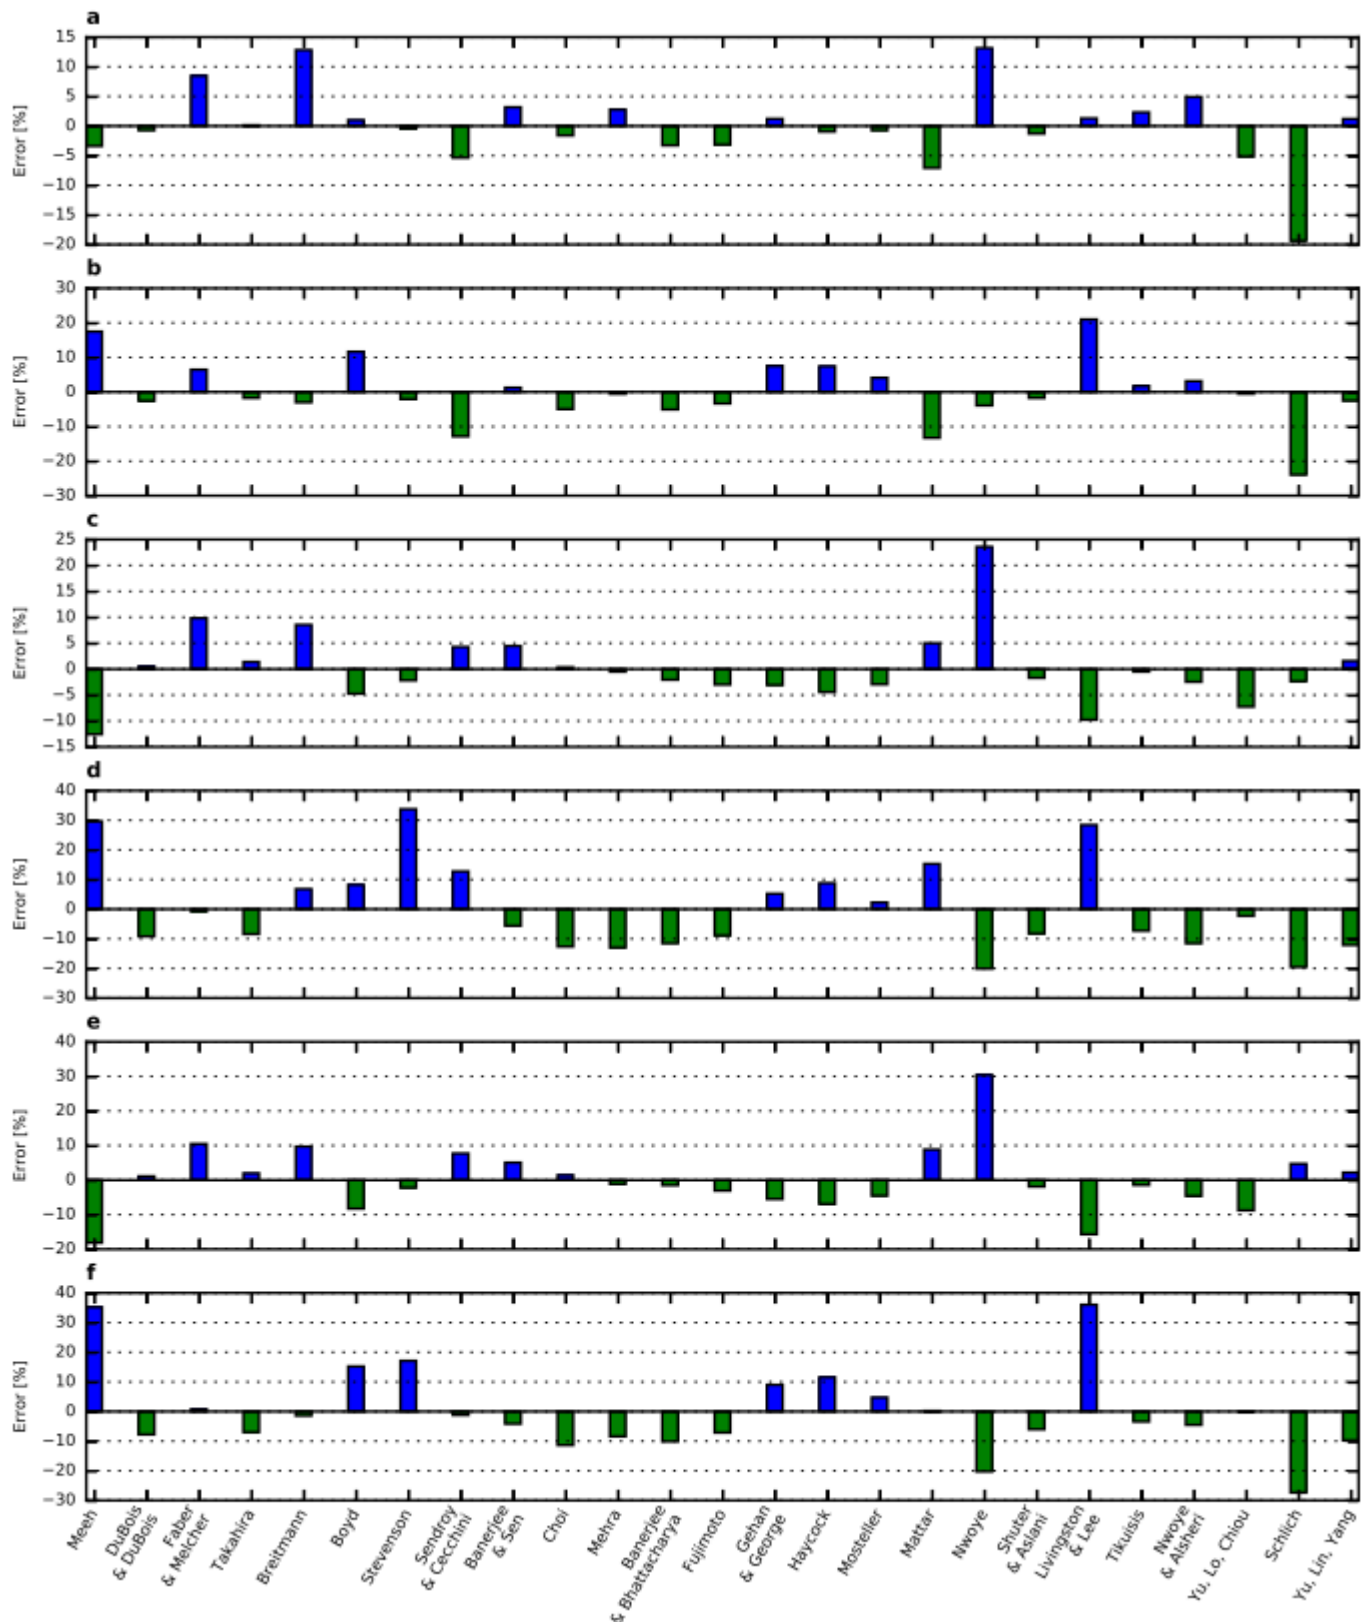 a
15
10
5
0
−5
−10
−15
−20
Error [%]
b
30
20
10
0
−10
−20
−30
Error [%]
c
25
20
15
10
5
0
−5
−10
−15
Error [%]
d
40
30
20
10
0
−10
−20
−30
Error [%]
e
40
30
20
10
0
−10
−20
Error [%]
f
40
30
20
10
0
−10
−20
−30
Error [%]
Meeh
DuBois
& DuBois
Faber
& Melcher
Takahira
Breitmann
Boyd
Stevenson
Sendroy
& Cecchini
Banerjee
& Sen
Choi
Mehra
Banerjee
& Bhattacharya
Fujimoto
Gehan
& George
Haycock
Mosteller
Mattar
Nwoye
Shuter
& Aslani
Livingston
& Lee
Tikuisis
Nwoye
& Alsheri
Yu, Lo, Chiou
Schlich
Yu, Lin, Yang